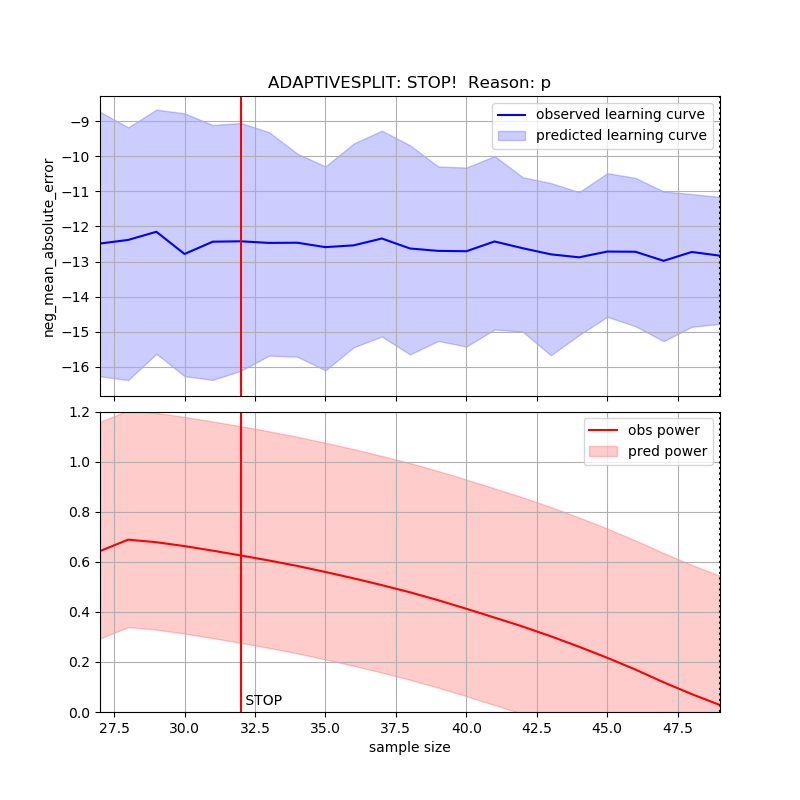 ADAPTIVESPLIT: STOP!  Reason: p
observed learning curve
predicted learning curve
neg_mean_absolute_error
−9
−10
−11
−12
−13
−14
−15
−16
obs power
pred power
1.2
1.0
0.8
0.6
0.4
0.2
0.0
STOP
27.5 30.0 32.5 35.0 37.5 40.0 42.5 45.0 47.5
sample size